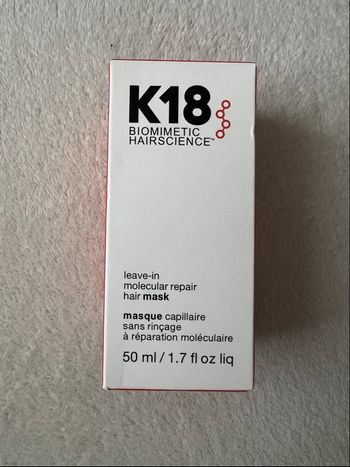 K18
BIOMIMETIC
HAIRSCIENCE™
leave-in
molecular repair
hair mask
masque capillaire
sans rinçage
à réparation moléculaire
50 ml / 1.7 fl oz liq